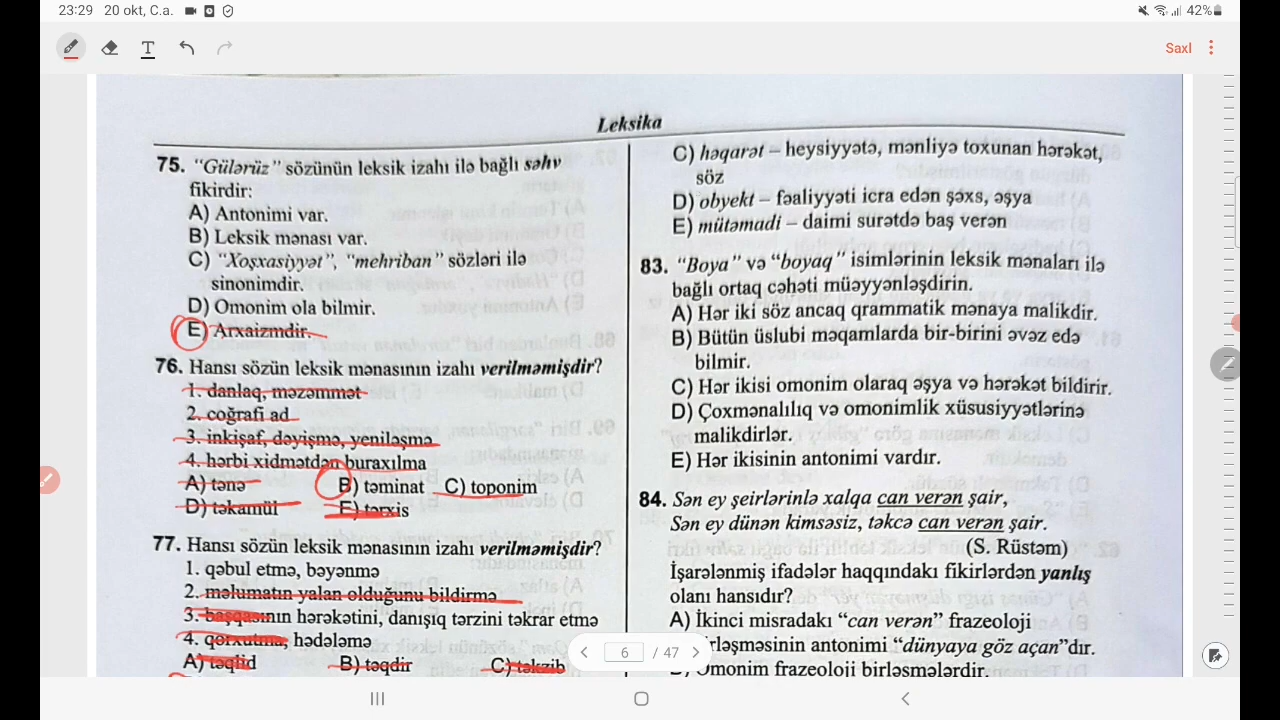 23:29 20 okt, C.a.
42%
T
Saxl
Leksika
75. "Gülərüz" sözünün leksik izahı ilə bağlı səhv
fikirdir:
A) Antonimi var.
B) Leksik mənası var.
C) "Xoşxasiyyət", "mehriban" sözləri ilə
sinonimdir.
D) Omonim ola bilmir.
E) Arxaizmdir.
76. Hansı sözün leksik mənasının izahı verilməmişdir?
1. danlaq, məzəmmət
2. coğrafi ad
3. inkişaf, dəyişmə, yeniləşmə
4. hərbi xidmətdən buraxılma
A) tənə B) təminat C) toponim
D) təkamül E) tərxis
77. Hansı sözün leksik mənasının izahı verilməmişdir?
1. qəbul etmə, bəyənmə
2. məlumatın yalan olduğunu bildirmə
3. başqasının hərəkətini, danışıq tərzini təkrar etmə
4. qorxutma, hədələmə
A) təqlid B) təqdir C) təkzib
C) həqarət – heysiyyətə, mənliyə toxunan hərəkət,
söz
D) obyekt – fəaliyyəti icra edən şəxs, əşya
E) mütəmadi – daimi surətdə baş verən
83. "Boya" və "boyaq" isimlərinin leksik mənaları ilə
bağlı ortaq cəhəti müəyyənləşdirin.
A) Hər iki söz ancaq qrammatik mənaya malikdir.
B) Bütün üslubi məqamlarda bir-birini əvəz edə
bilmir.
C) Hər ikisi omonim olaraq əşya və hərəkət bildirir.
D) Çoxmənalılıq və omonimlik xüsusiyyətlərinə
malikdirlər.
E) Hər ikisinin antonimi vardır.
84. Sən ey şeirlərinlə xalqa can verən şair,
Sən ey dünən kimsəsiz, təkcə can verən şair.
(S. Rüstəm)
İşarələnmiş ifadələr haqqındakı fikirlərdən yanlış
olanı hansıdır?
A) İkinci misradakı "can verən" frazeoloji
rləşməsinin antonimi "dünyaya göz açan"dır.
Omonim frazeoloji birləşmələrdir.
6 / 47